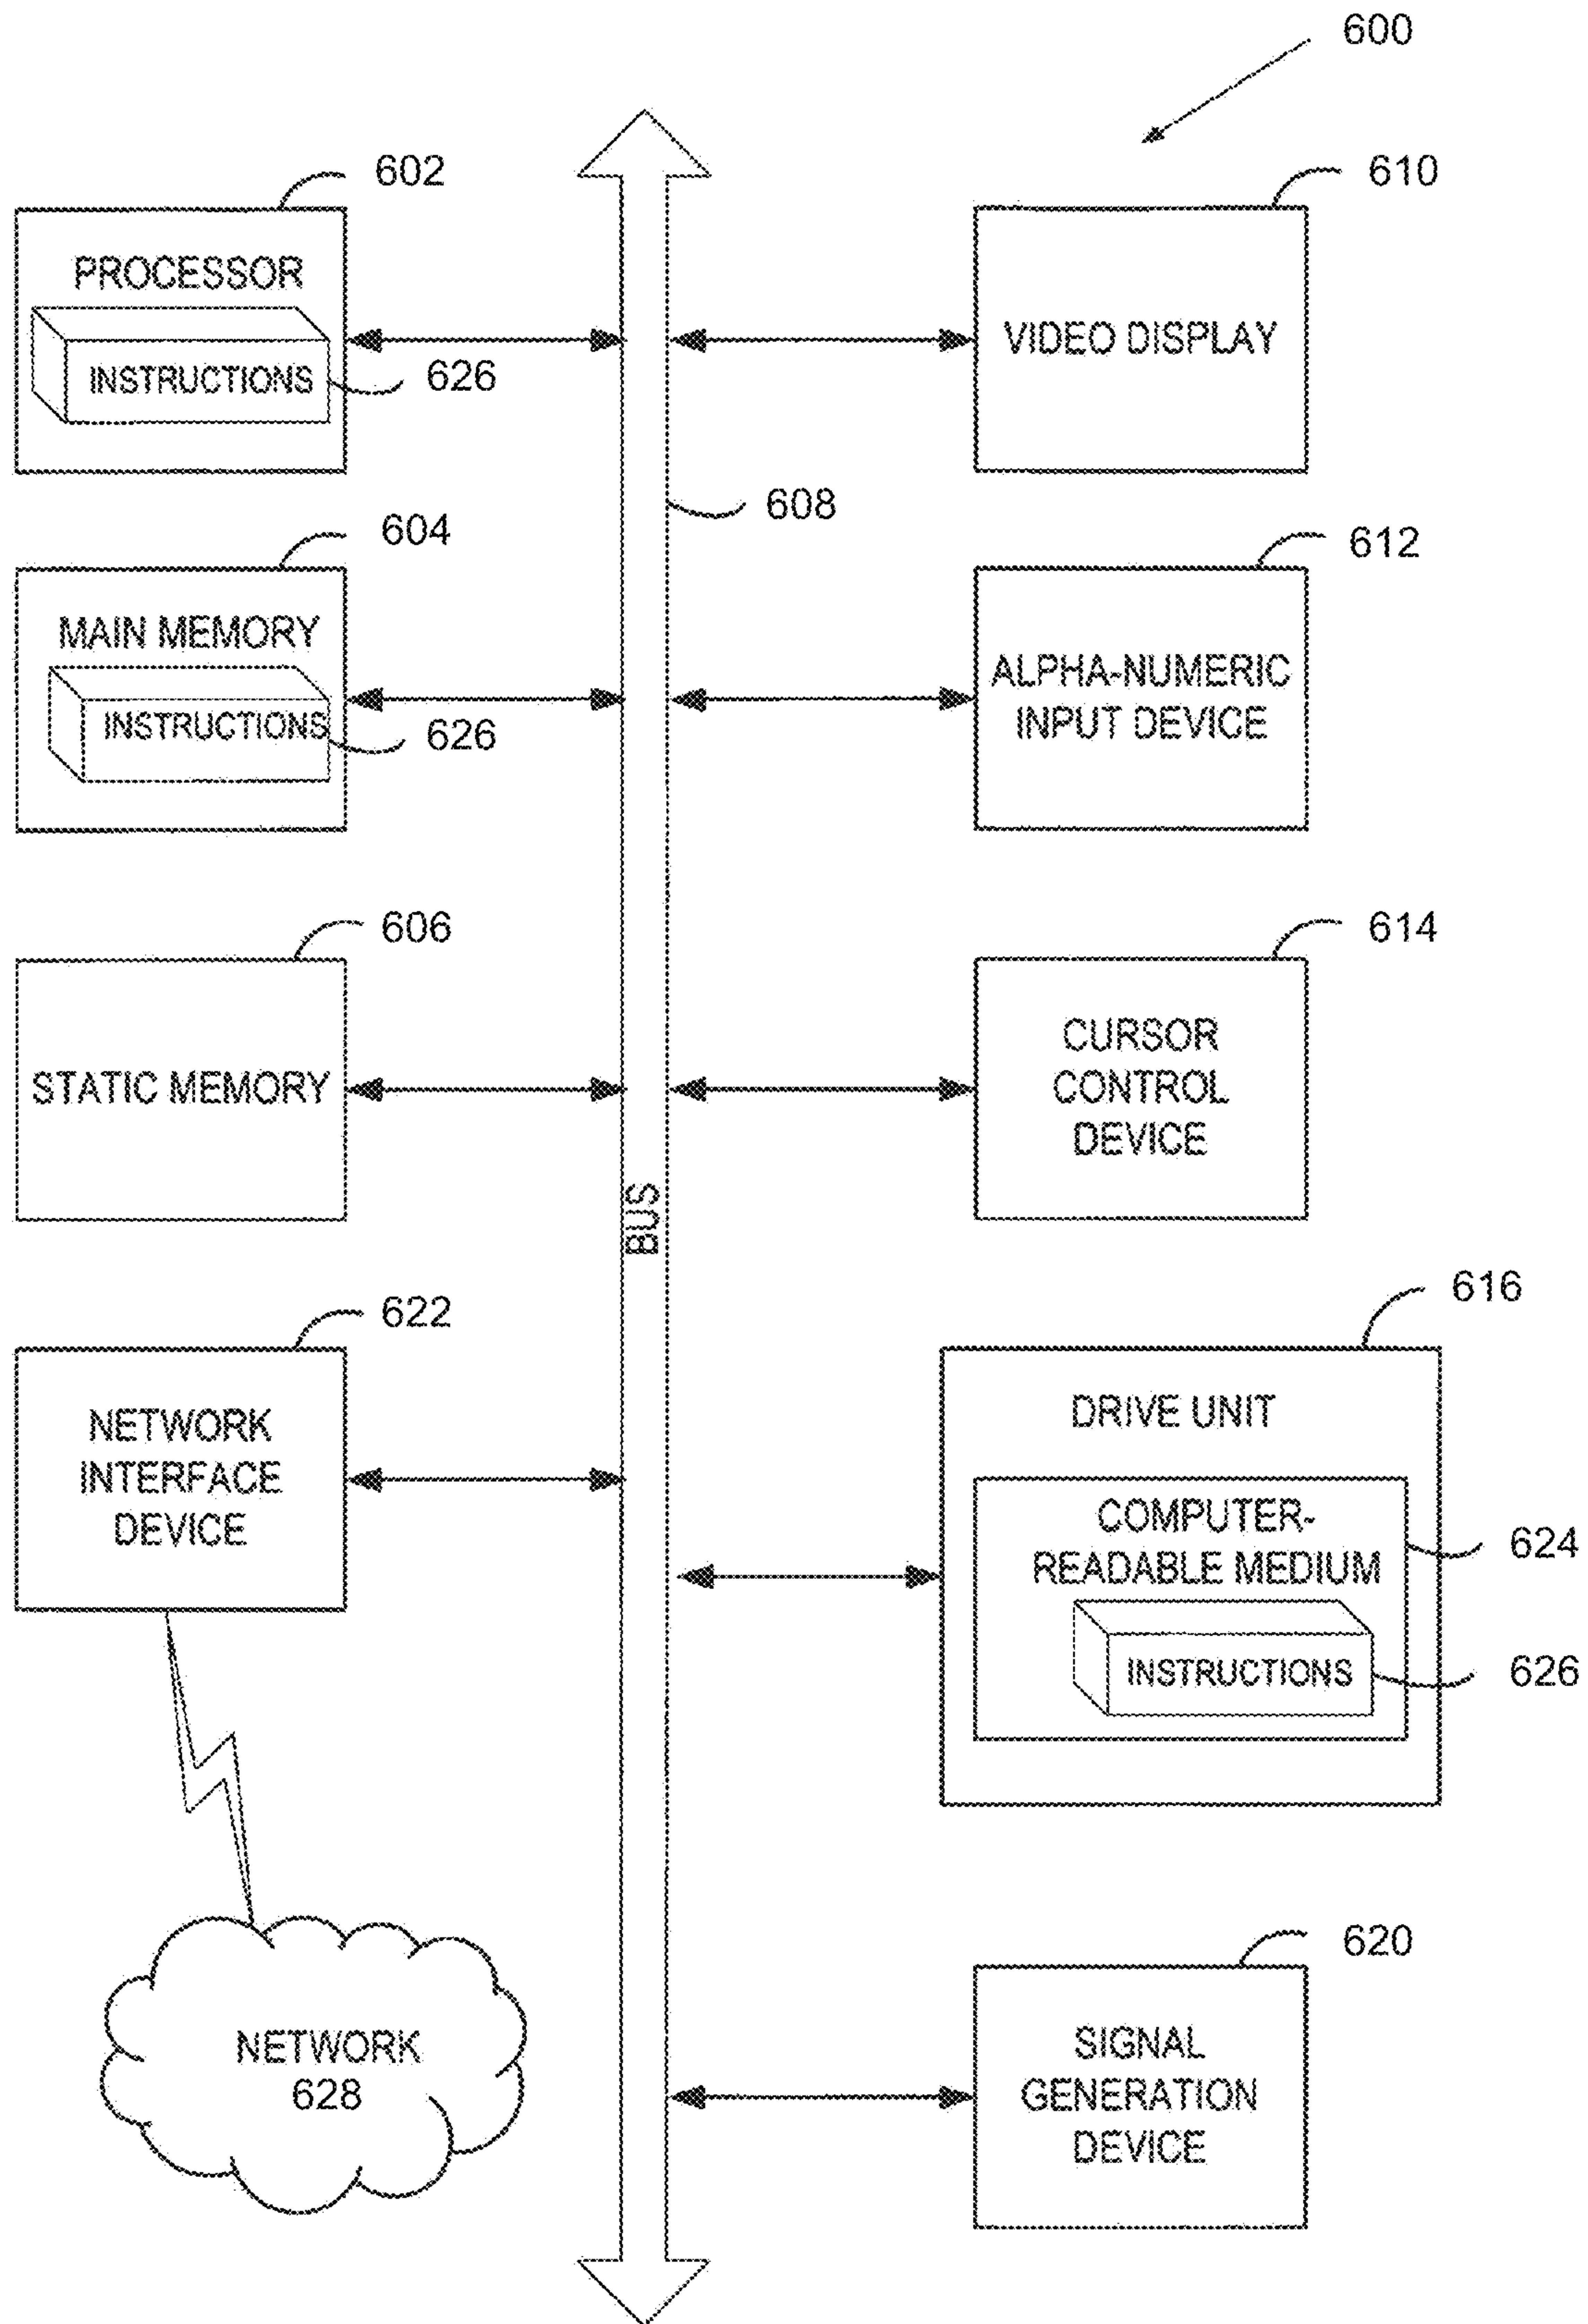 600
602
PROCESSOR
INSTRUCTIONS
626
610
VIDEO DISPLAY
608
604
MAIN MEMORY
INSTRUCTIONS
626
612
ALPHA-NUMERIC
INPUT DEVICE
606
STATIC MEMORY
614
CURSOR
CONTROL
DEVICE
BUS
622
NETWORK
INTERFACE
DEVICE
616
DRIVE UNIT
COMPUTER-
READABLE MEDIUM
624
INSTRUCTIONS
626
NETWORK
628
620
SIGNAL
GENERATION
DEVICE